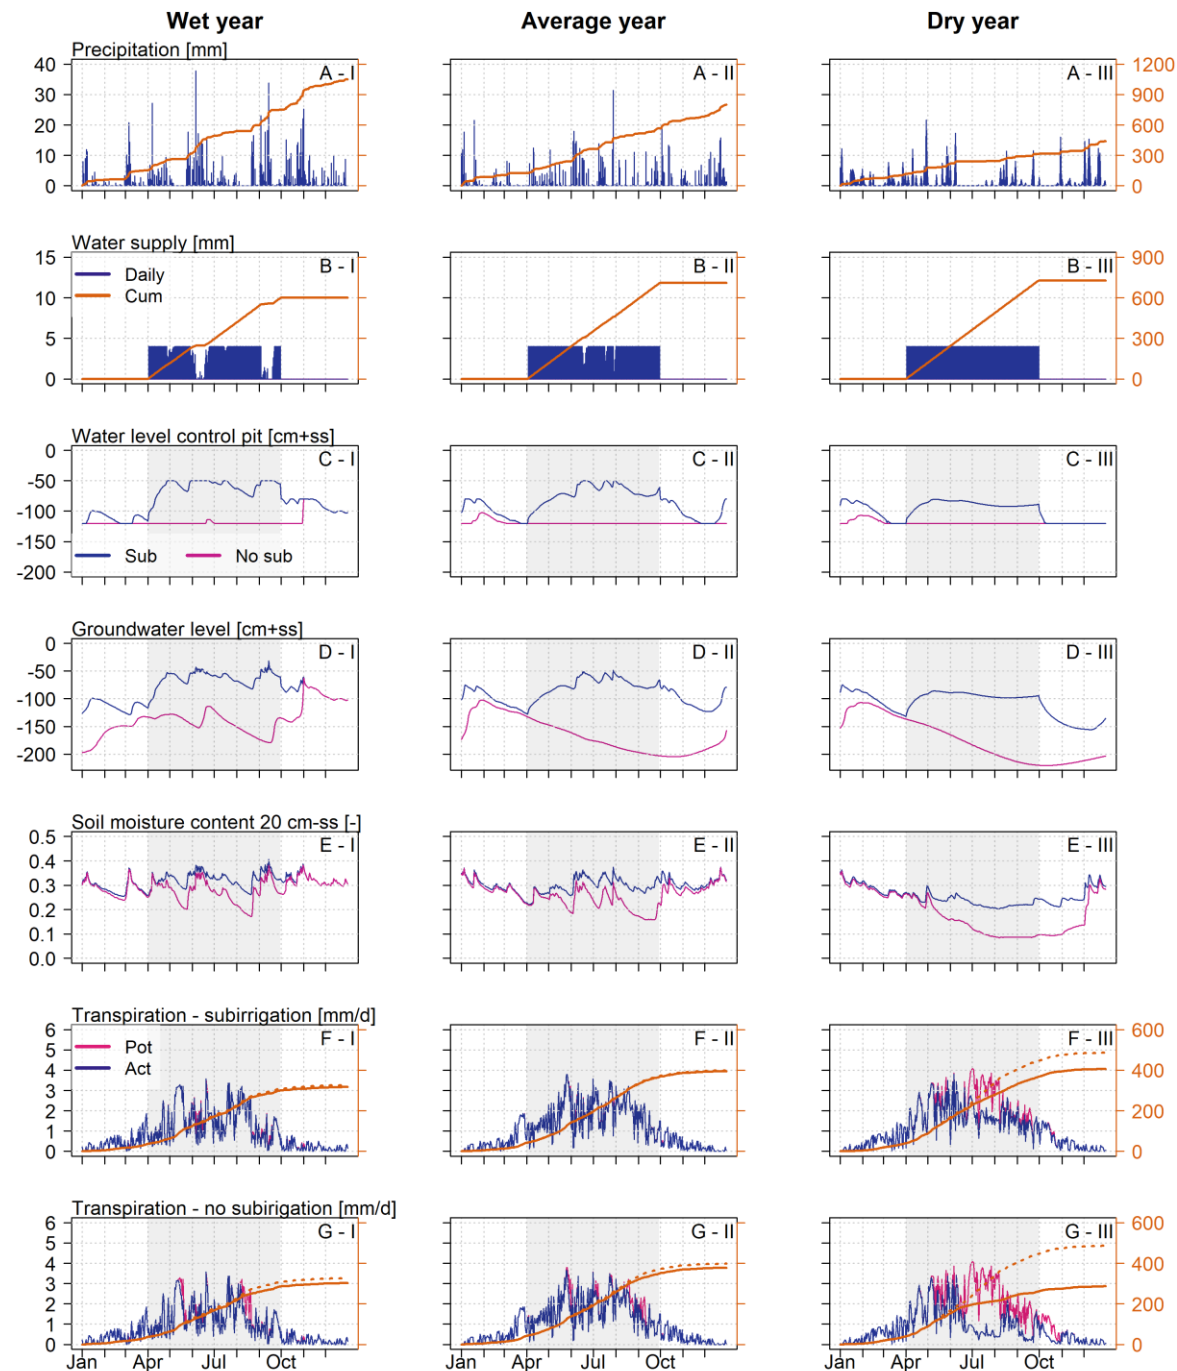 Wet year Average year Dry year
Precipitation [mm]
A - I A - II A - III
40 30 20 10 0
1200 900 600 300 0
Water supply [mm]
B - I B - II B - III
Daily
Cum
15 10 5 0
900 600 300 0
Water level control pit [cm+ss]
C - I C - II C - III
0 -50 -100 -150 -200
Sub No sub
Groundwater level [cm+ss]
D - I D - II D - III
0 -50 -100 -150 -200
Soil moisture content 20 cm-ss [-]
E - I E - II E - III
0.5 0.4 0.3 0.2 0.1 0.0
Transpiration - subirrigation [mm/d]
F - I F - II F - III
Pot
Act
6 5 4 3 2 1 0
600 400 200 0
Transpiration - no subirigation [mm/d]
G - I G - II G - III
6 5 4 3 2 1 0
600 400 200 0
Jan Apr Jul Oct Jan Apr Jul Oct Jan Apr Jul Oct